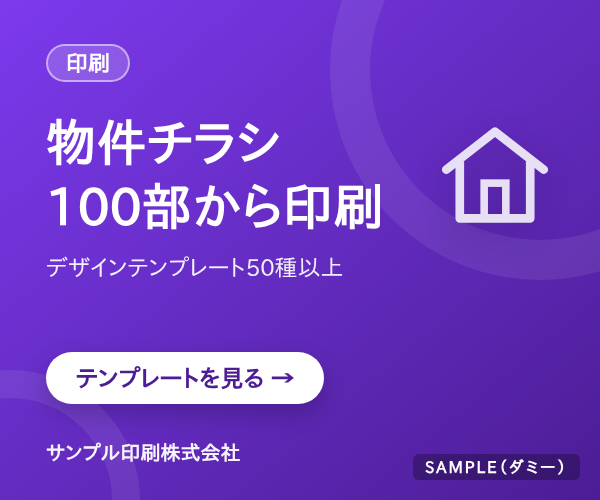 印刷
物件チラシ
100部から印刷
デザインテンプレート50種以上
テンプレートを見る →
サンプル印刷株式会社
SAMPLE(ダミー)